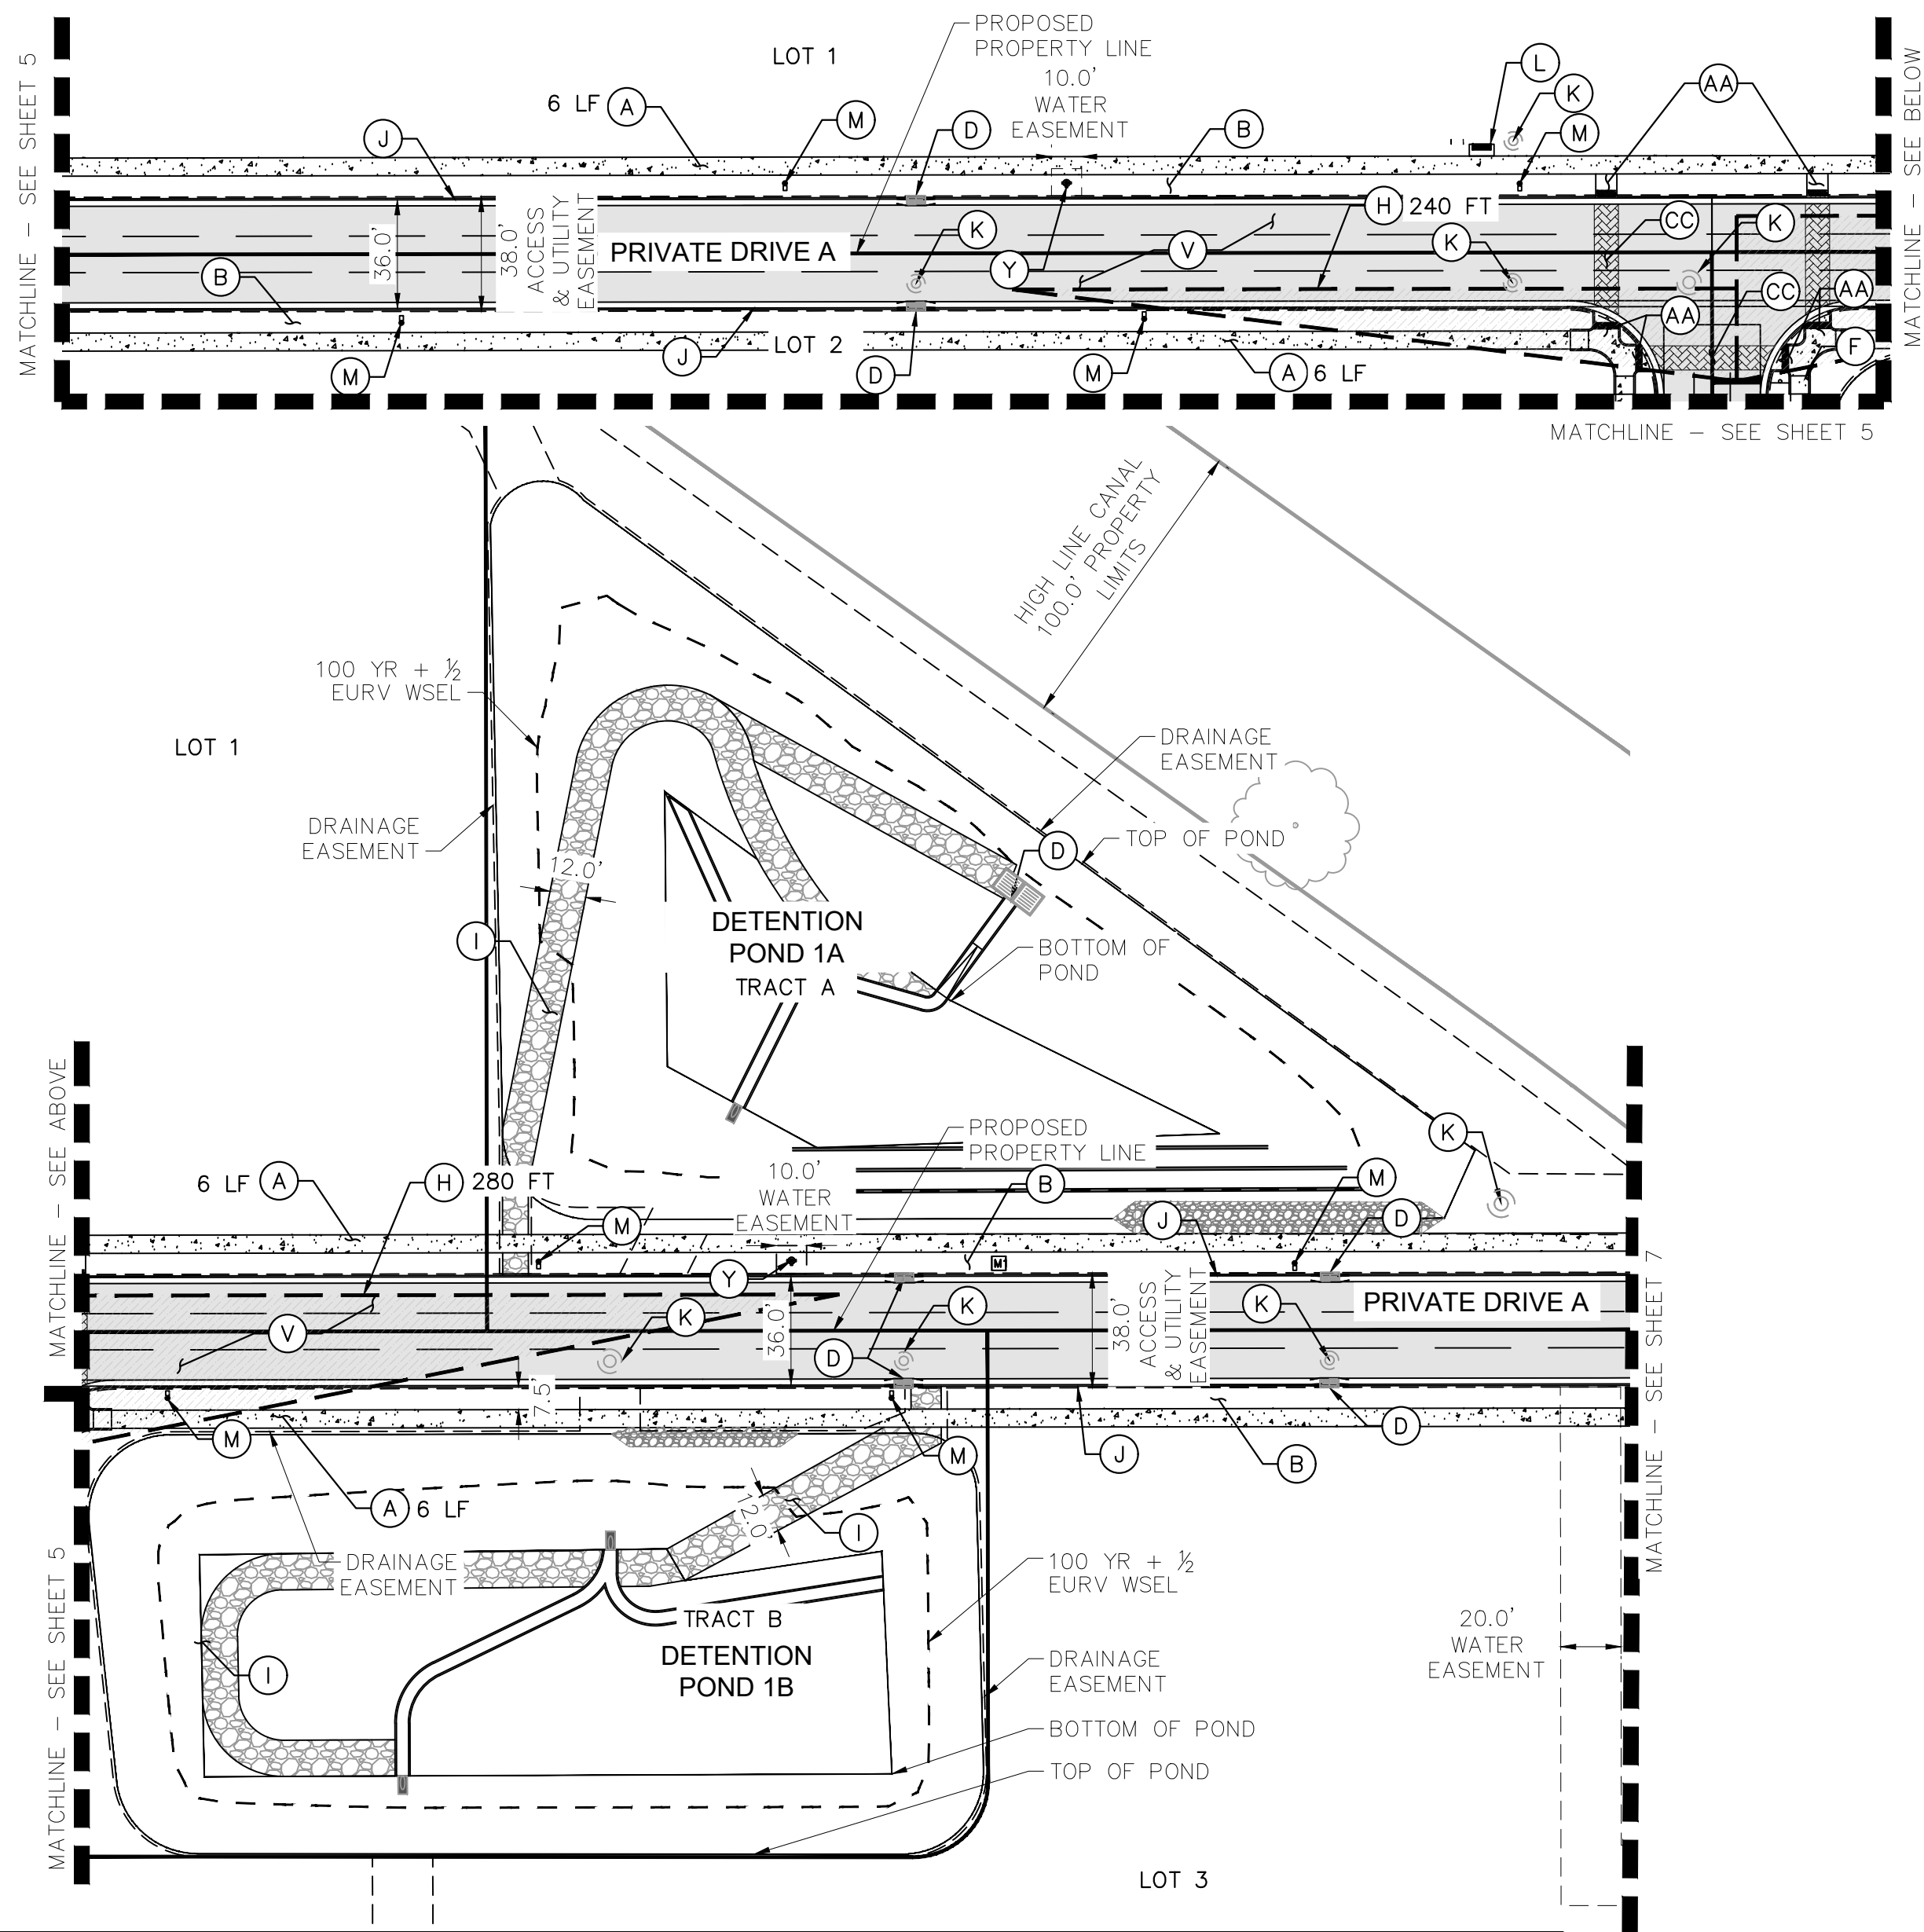 MATCHLINE - SEE SHEET 5
LOT 1
PROPOSED
PROPERTY LINE
10.0'
WATER
EASEMENT
6 LF A
M
D
J
B
L
K
M
AA
MATCHLINE - SEE BELOW
36.0'
38.0'
ACCESS
& UTILITY
EASEMENT
PRIVATE DRIVE A
K
Y
V
H 240 FT
K
CC
K
B
CC
AA
AA
F
M
J
LOT 2
D
M
A 6 LF
MATCHLINE - SEE SHEET 5
HIGH LINE CANAL
100.0' PROPERTY
LIMITS
100 YR + ½
EURV WSEL
LOT 1
DRAINAGE
EASEMENT
DRAINAGE
EASEMENT
TOP OF POND
D
12.0'
I
DETENTION
POND 1A
TRACT A
BOTTOM OF
POND
MATCHLINE - SEE ABOVE
PROPOSED
PROPERTY LINE
K
6 LF A
H 280 FT
10.0'
WATER
EASEMENT
B
M
M
J
D
Y
M1
V
K
36.0'
K
D
38.0'
ACCESS
& UTILITY
EASEMENT
K
PRIVATE DRIVE A
MATCHLINE - SEE SHEET 7
7.5'
M
M
J
D
B
A 6 LF
12.0'
I
DRAINAGE
EASEMENT
100 YR + ½
EURV WSEL
TRACT B
DETENTION
POND 1B
I
DRAINAGE
EASEMENT
20.0'
WATER
EASEMENT
BOTTOM OF POND
TOP OF POND
MATCHLINE - SEE SHEET 5
MATCHLINE - SEE SHEET 7
LOT 3